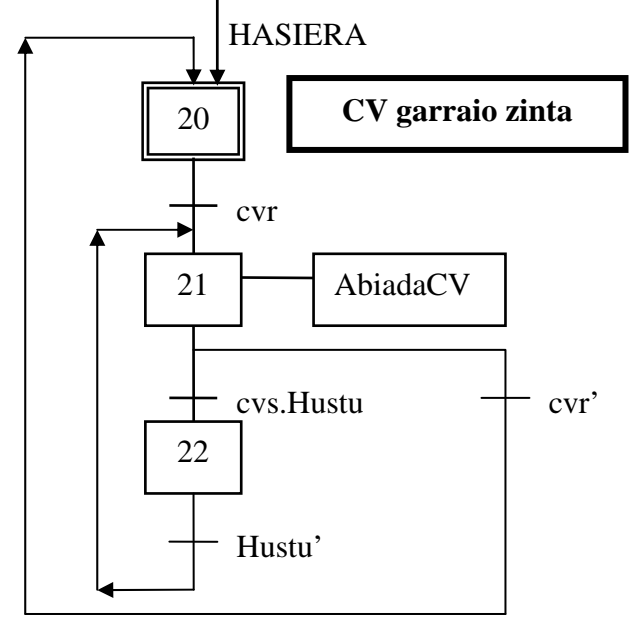 HASIERA
20
CV garraio zinta
cvr
21
AbiadaCV
cvs.Hustu
cvr’
22
Hustu’